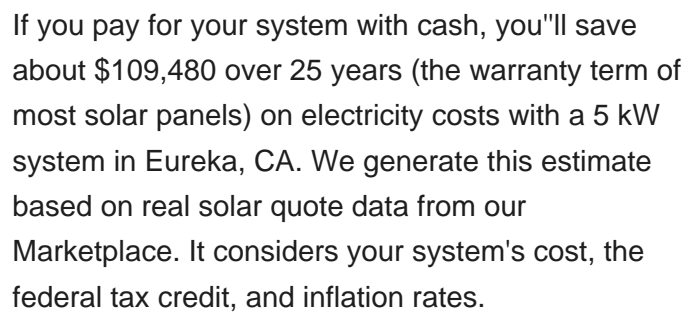 If you pay for your system with cash, you"ll save
about $109,480 over 25 years (the warranty term of
most solar panels) on electricity costs with a 5 kW
system in Eureka, CA. We generate this estimate
based on real solar quote data from our
Marketplace. It considers your system's cost, the
federal tax credit, and inflation rates.